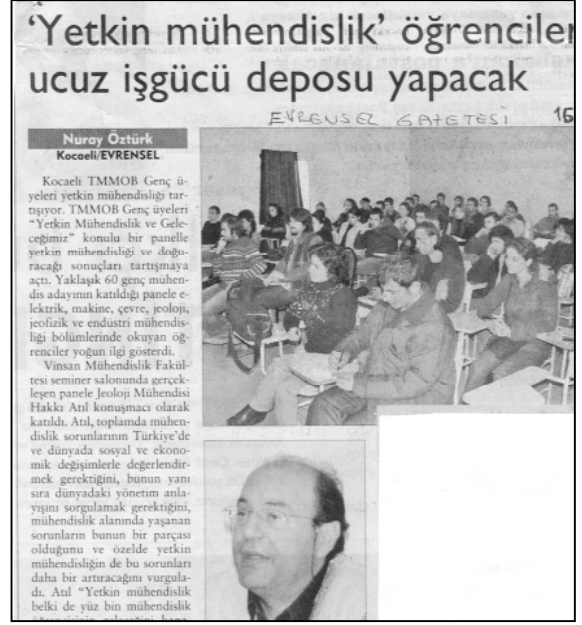 'Yetkin mühendislik' öğrenciler
ucuz işgücü deposu yapacak
EVRENSEL GAZETESİ 16
Nuray Öztürk
Kocaeli/EVRENSEL
Kocaeli TMMOB Genç ü-
yeleri yetkin mühendisliği tar-
tışıyor. TMMOB Genç üyeleri
"Yetkin Mühendislik ve Gele-
ceğimiz" konulu bir panelle
yetkin mühendisliği ve doğu-
racağı sonuçları tartışmaya
açtı. Yaklaşık 60 genç mühen-
dis adayının katıldığı panele e-
lektrik, makine, çevre, jeoloji,
jeofizik ve endüstri mühendis-
liği bölümlerinde okuyan öğ-
renciler yoğun ilgi gösterdi.
Vinsan Mühendislik Fakül-
tesi seminer salonunda gerçek-
leşen panele Jeoloji Mühendisi
Hakkı Atıl konuşmacı olarak
katıldı. Atıl, toplamda mühen-
dislik sorunlarının Türkiye'de
ve dünyada sosyal ve ekono-
mik değişimlerle değerlendir-
mek gerektiğini, bunun yanı
sıra dünyadaki yönetim anla-
yışını sorgulamak gerektiğini,
mühendislik alanında yaşanan
sorunların bunun bir parçası
olduğunu ve özelde yetkin
mühendisliğin de bu sorunları
daha bir artıracağını vurgula-
dı. Atıl "Yetkin mühendislik
belki de yüz bin mühendislik